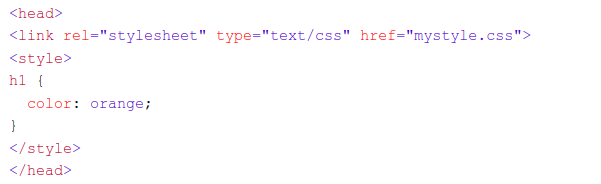 <head>
<link rel="stylesheet" type="text/css" href="mystyle.css">
<style>
h1 {
  color: orange;
}
</style>
</head>